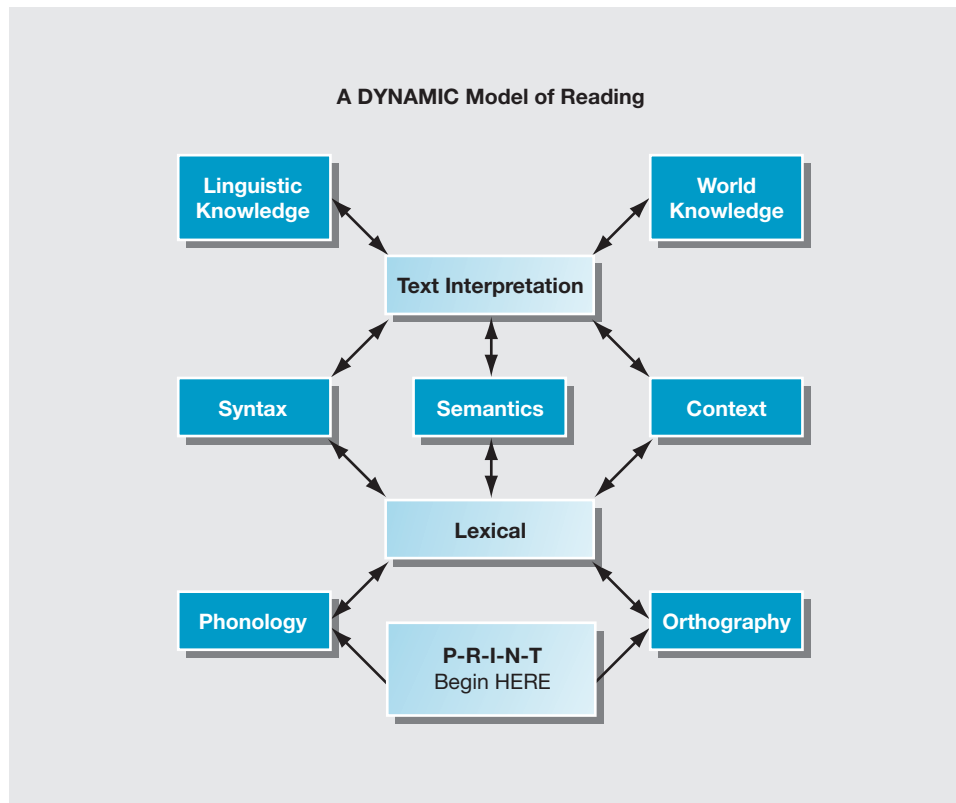 A DYNAMIC Model of Reading
Linguistic
Knowledge
World
Knowledge
Text Interpretation
Syntax
Semantics
Context
Lexical
Phonology
Orthography
P-R-I-N-T
Begin HERE